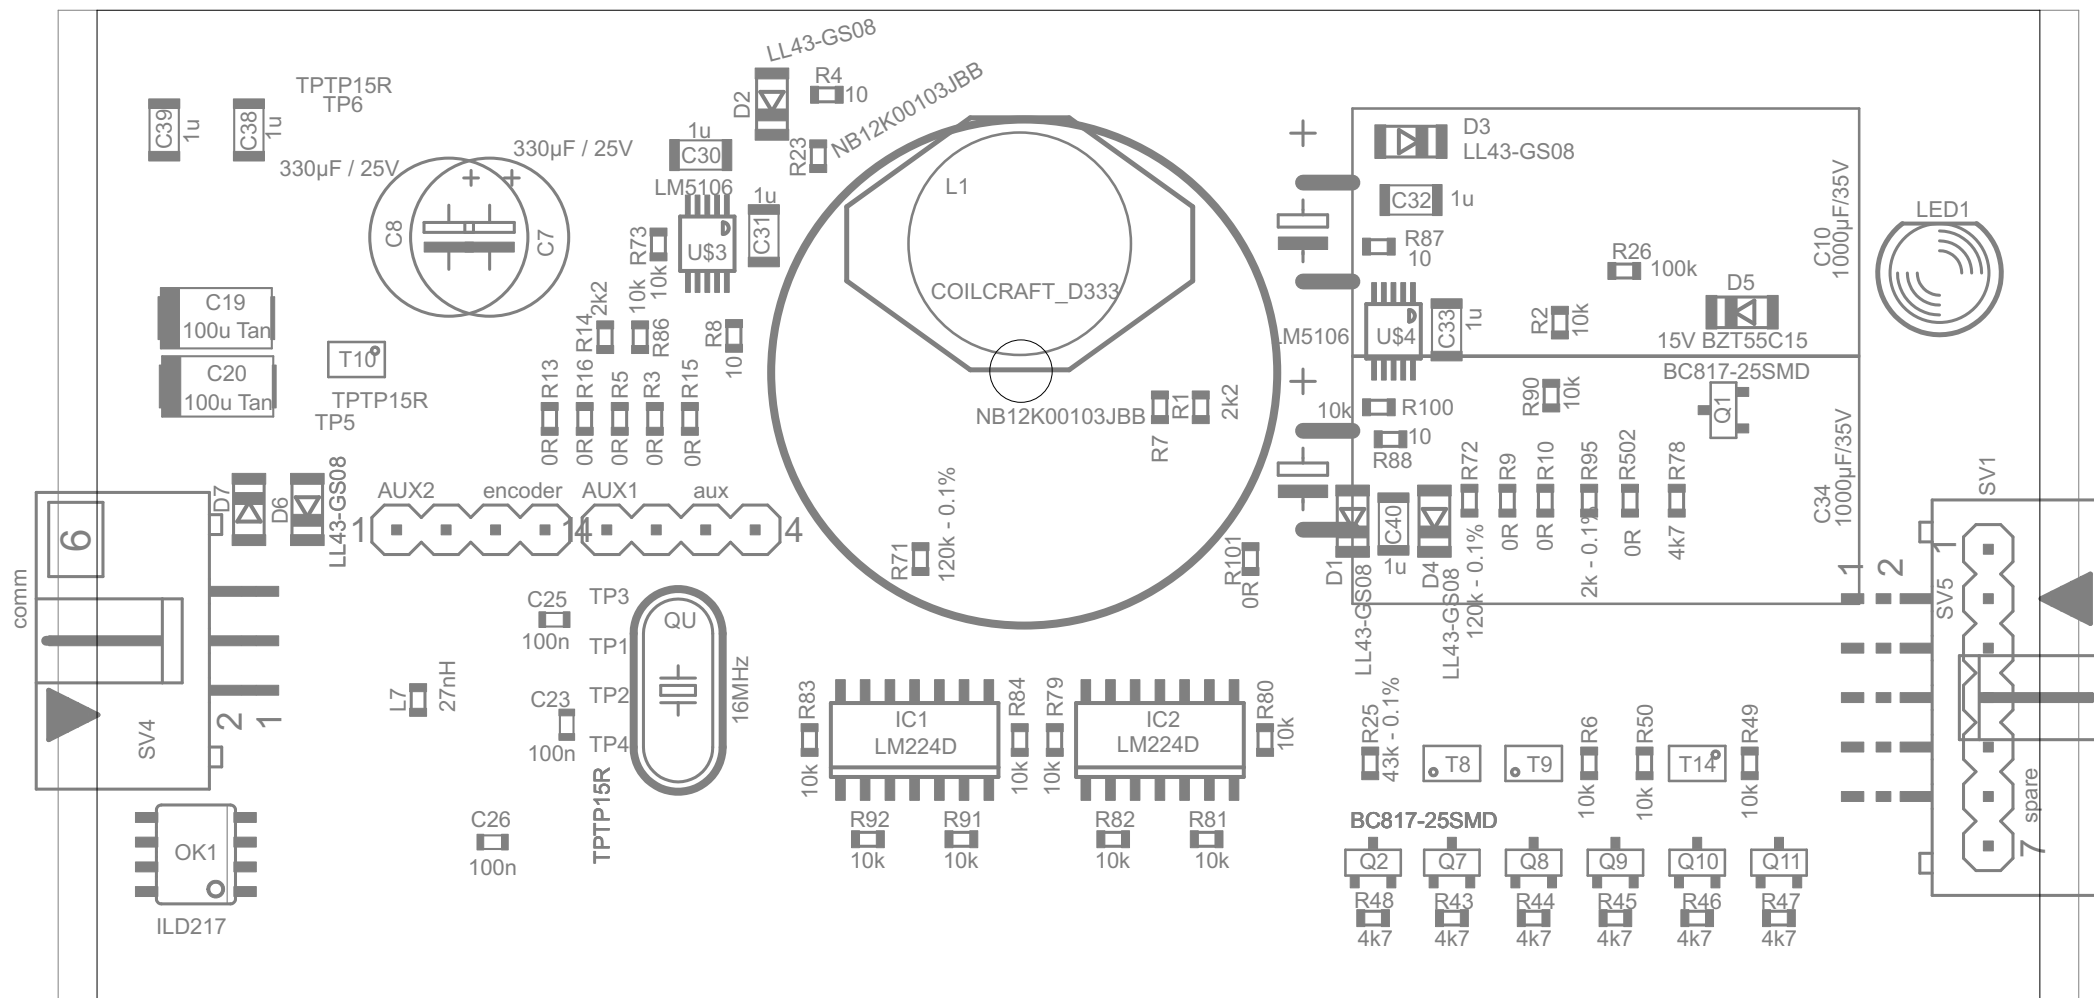 LL43-GS08
D2
R4
10
NB12K00103JBB
R23
TPTP15R
TP6
C39
1u
C38
1u
330µF / 25V
330µF / 25V
C8
C7
1u
C30
LM5106
1u
C31
U$3
R73
10k
L1
COILCRAFT_D333
NB12K00103JBB
D3
LL43-GS08
C32
1u
R87
10
C10
1000µF/35V
LED1
R26
100k
D5
15V BZT55C15
R2
10k
LM5106
U$4
C33
1u
C19
100u Tan
C20
100u Tan
T10
TPTP15R
TP5
R14
2k2
10k
R86
R8
10
R13
R16
R5
R3
R15
0R
0R
0R
0R
0R
R7
R1
2k2
10k
R100
10
R88
R90
10k
BC817-25SMD
Q1
R72
R9
R10
R95
R502
R78
120k - 0.1%
0R
0R
2k - 0.1%
0R
4k7
C34
1000µF/35V
SV1
D7
D6
LL43-GS08
AUX2
encoder
AUX1
aux
1
4
1
4
R71
120k - 0.1%
R101
0R
D1
LL43-GS08
C40
1u
D4
LL43-GS08
1
2
1
SV5
spare
7
comm
6
SV4
2
1
C25
100n
TP3
TP1
TP2
TP4
TPTP15R
QU
16MHz
L7
27nH
C23
100n
C26
100n
R83
10k
IC1
LM224D
R84
10k
R79
10k
IC2
LM224D
R80
10k
R92
10k
R91
10k
R82
10k
R81
10k
R25
43k - 0.1%
T8
T9
R6
10k
R50
10k
T14
R49
10k
BC817-25SMD
Q2
Q7
Q8
Q9
Q10
Q11
R48
R43
R44
R45
R46
R47
4k7
4k7
4k7
4k7
4k7
4k7
OK1
ILD217